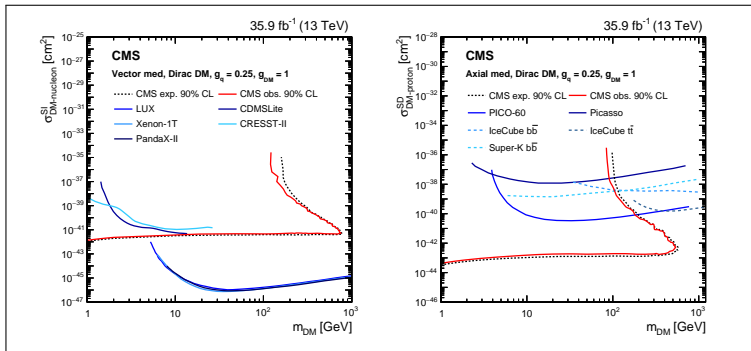 35.9 fb⁻¹ (13 TeV)
CMS
Vector med, Dirac DM, g_q = 0.25, g_DM = 1
CMS exp. 90% CL
CMS obs. 90% CL
LUX
CDMSLite
Xenon-1T
CRESST-II
PandaX-II
σ^SI_DM-nucleon [cm²]
10⁻²⁵
10⁻²⁷
10⁻²⁹
10⁻³¹
10⁻³³
10⁻³⁵
10⁻³⁷
10⁻³⁹
10⁻⁴¹
10⁻⁴³
10⁻⁴⁵
10⁻⁴⁷
1 10 10² 10³
m_DM [GeV]
35.9 fb⁻¹ (13 TeV)
CMS
Axial med, Dirac DM, g_q = 0.25, g_DM = 1
CMS exp. 90% CL
CMS obs. 90% CL
PICO-60
Picasso
IceCube bb̅
IceCube tt̅
Super-K bb̅
σ^SD_DM-proton [cm²]
10⁻²⁶
10⁻²⁸
10⁻³⁰
10⁻³²
10⁻³⁴
10⁻³⁶
10⁻³⁸
10⁻⁴⁰
10⁻⁴²
10⁻⁴⁴
10⁻⁴⁶
1 10 10² 10³
m_DM [GeV]